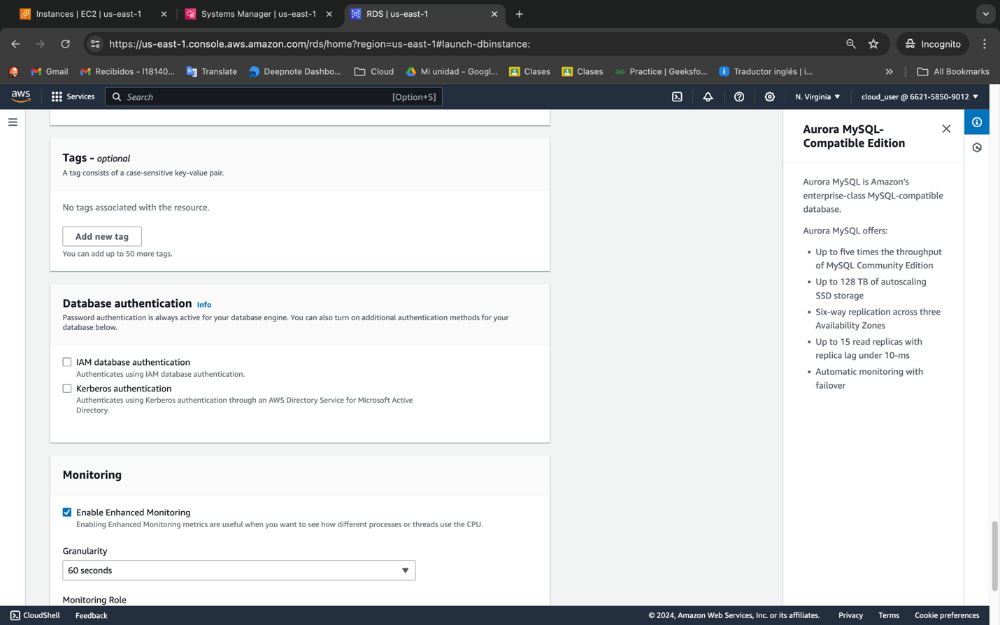 Instances | EC2 | us-east-1
Systems Manager | us-east-1
RDS | us-east-1
https://us-east-1.console.aws.amazon.com/rds/home?region=us-east-1#launch-dbinstance:
Incognito
Gmail
Recibidos - l18140...
Translate
Deepnote Dashbo...
Cloud
Mi unidad - Googl...
Clases
Clases
Practice | Geeksfo...
Traductor inglés | i...
All Bookmarks
aws
Services
Search
[Option+S]
N. Virginia
cloud_user @ 6621-5850-9012
Tags - optional
A tag consists of a case-sensitive key-value pair.
No tags associated with the resource.
Add new tag
You can add up to 50 more tags.
Database authentication Info
Password authentication is always active for your database engine. You can also turn on additional authentication methods for your
database below.
IAM database authentication
Authenticates using IAM database authentication.
Kerberos authentication
Authenticates using Kerberos authentication through an AWS Directory Service for Microsoft Active
Directory.
Monitoring
Enable Enhanced Monitoring
Enabling Enhanced Monitoring metrics are useful when you want to see how different processes or threads use the CPU.
Granularity
60 seconds
Monitoring Role
Aurora MySQL-
Compatible Edition
Aurora MySQL is Amazon's
enterprise-class MySQL-compatible
database.
Aurora MySQL offers:
• Up to five times the throughput
of MySQL Community Edition
• Up to 128 TB of autoscaling
SSD storage
• Six-way replication across three
Availability Zones
• Up to 15 read replicas with
replica lag under 10-ms
• Automatic monitoring with
failover
CloudShell
Feedback
© 2024, Amazon Web Services, Inc. or its affiliates.
Privacy
Terms
Cookie preferences